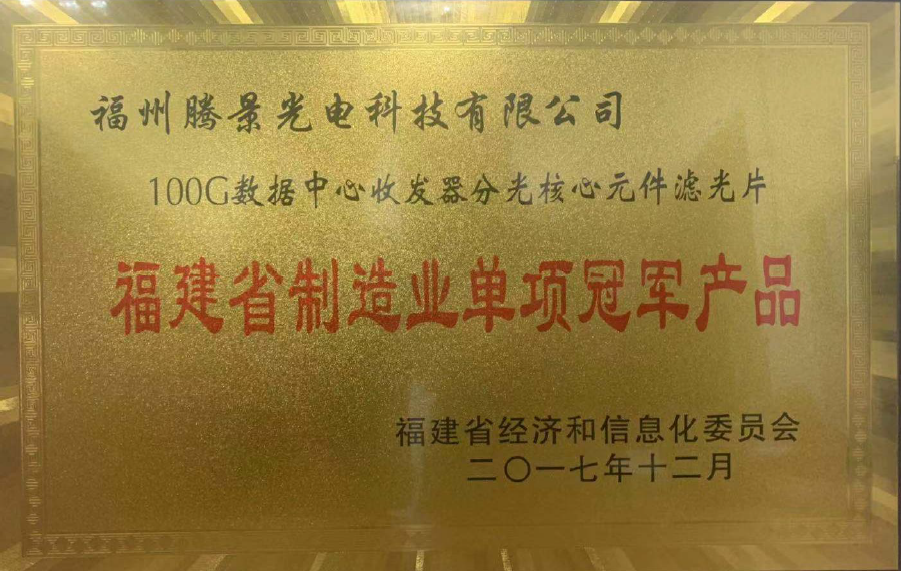 福州腾景光电科技有限公司
100G数据中心收发器分光核心元件滤光片
福建省制造业单项冠军产品
福建省经济和信息化委员会
二〇一七年十二月